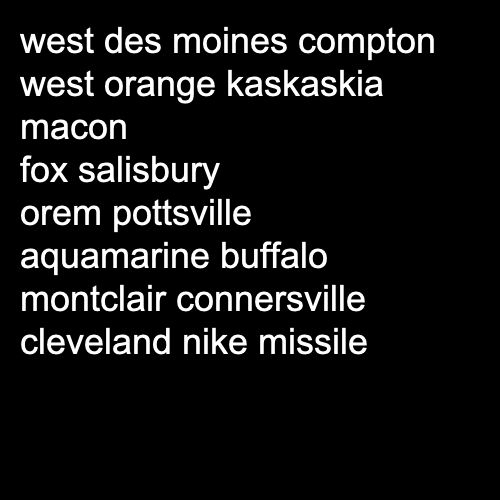 west des moines compton
west orange kaskaskia
macon
fox salisbury
orem pottsville
aquamarine buffalo
montclair connersville
cleveland nike missile